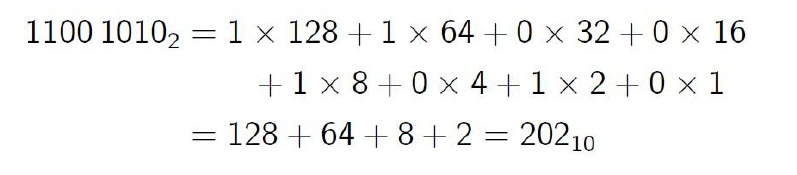 1100 1010₂ = 1 × 128 + 1 × 64 + 0 × 32 + 0 × 16
+ 1 × 8 + 0 × 4 + 1 × 2 + 0 × 1
= 128 + 64 + 8 + 2 = 202₁₀